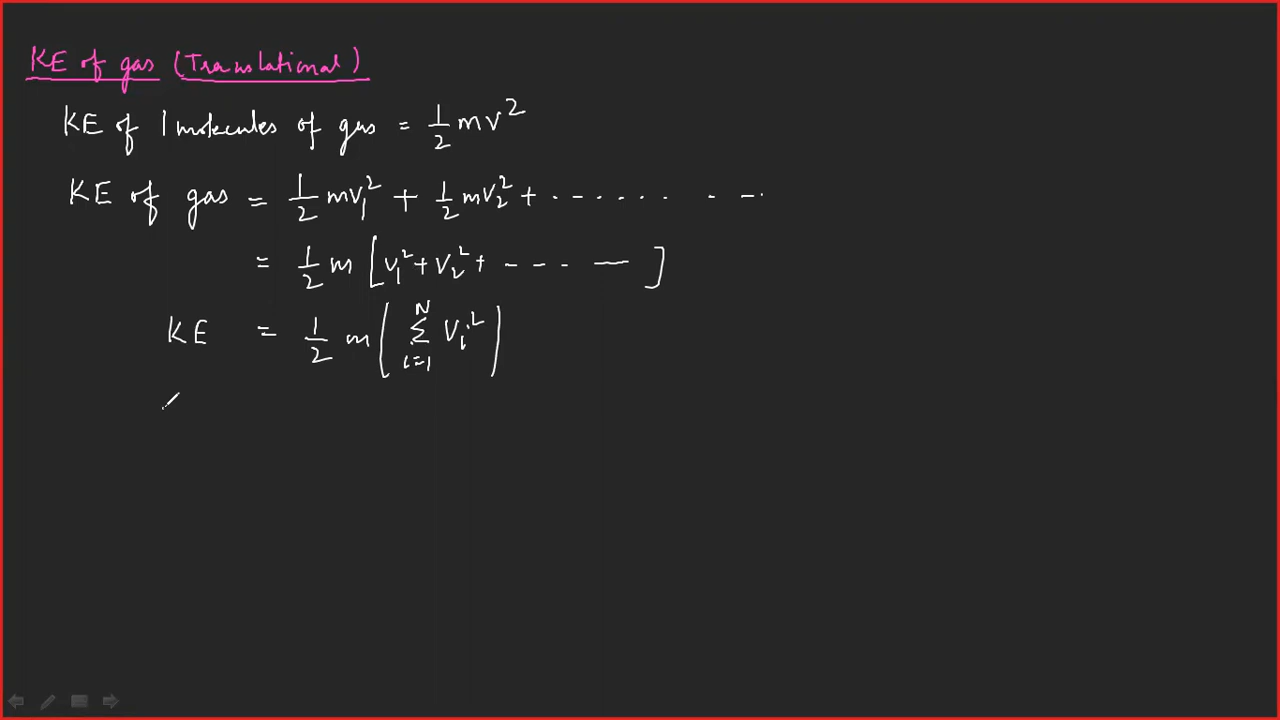 KE of gas (Translational)
KE of 1 molecules of gas = 1/2 mv²
KE of gas = 1/2 mv₁² + 1/2 mv₂² + ............
= 1/2 m [v₁² + v₂² + --- — ]
KE = 1/2 m ( N Σ i=1 vᵢ² )